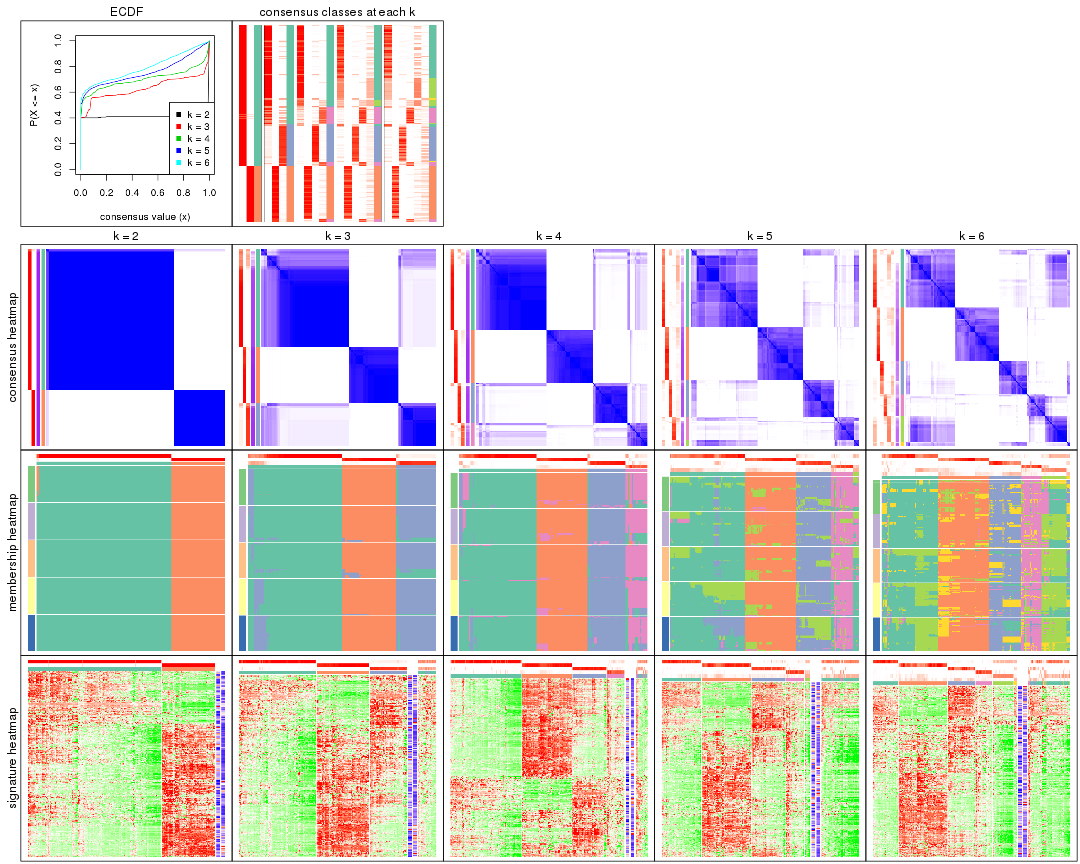 ECDF
consensus classes at each k
P(X <= x)
0.0 0.2 0.4 0.6 0.8 1.0
k = 2
k = 3
k = 4
k = 5
k = 6
0.0 0.2 0.4 0.6 0.8 1.0
consensus value (x)
k = 2 k = 3 k = 4 k = 5 k = 6
consensus heatmap
membership heatmap
signature heatmap